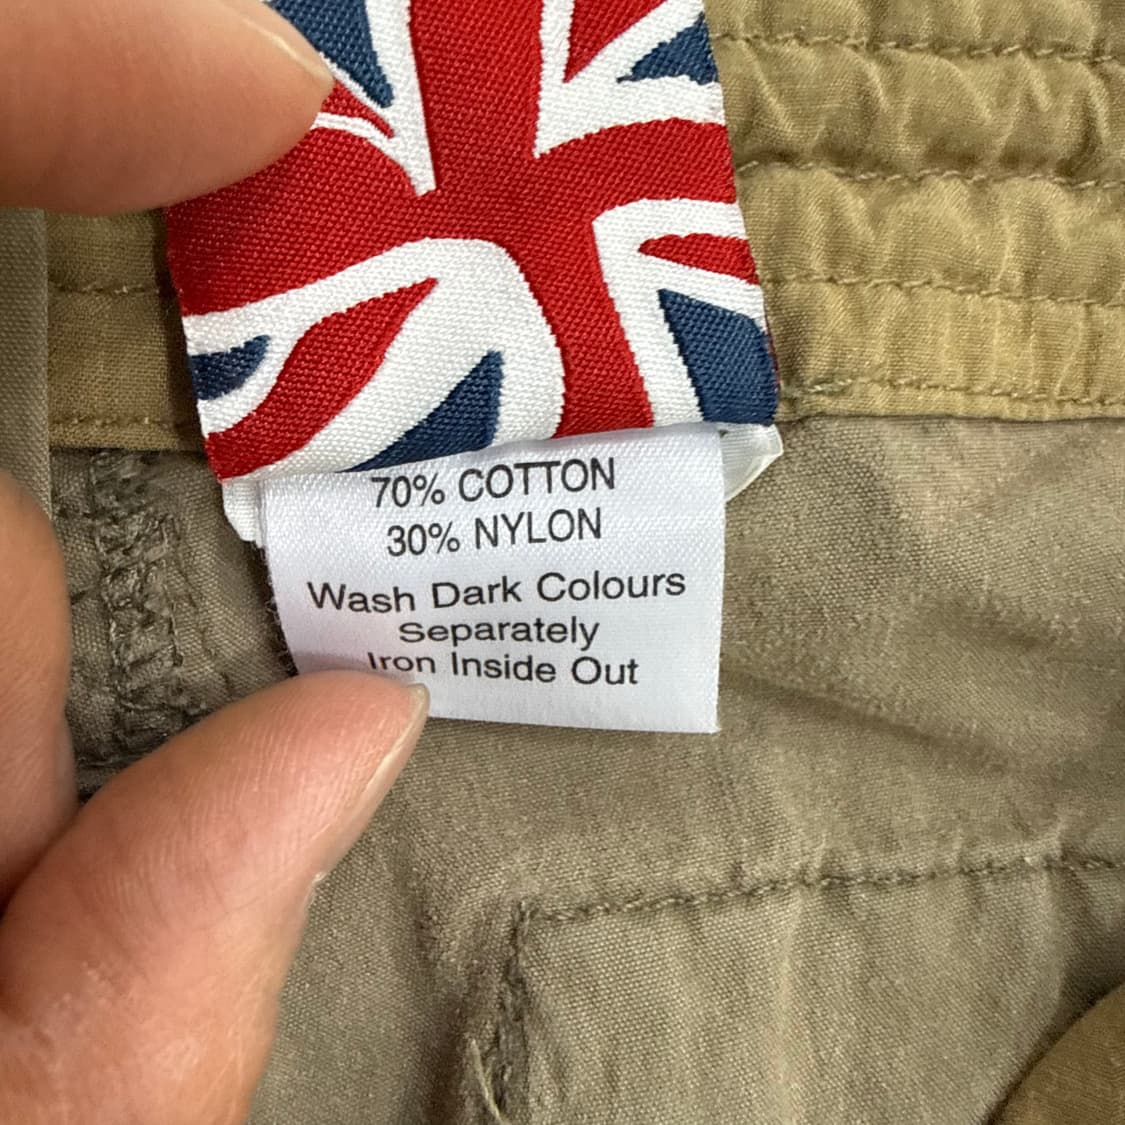 70% COTTON
30% NYLON
Wash Dark Colours
Separately
Iron Inside Out